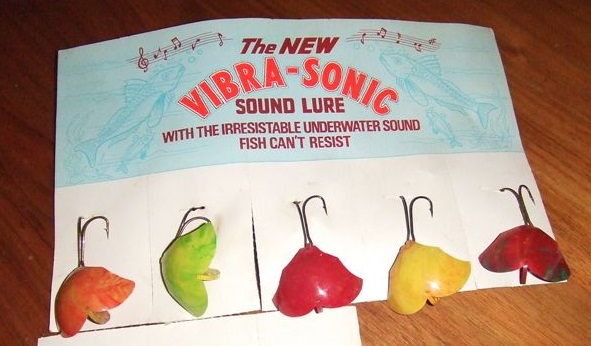 The NEW
VIBRA-SONIC
SOUND LURE
WITH THE IRRESISTABLE UNDERWATER SOUND
FISH CAN'T RESIST